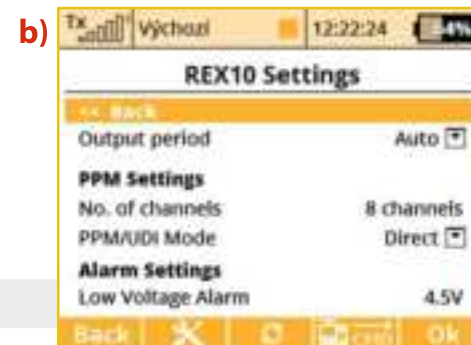 b)
Tx Výchozí 12:22:24
REX10 Settings
<< Back
Output period Auto
PPM Settings
No. of channels 8 channels
PPM/UDI Mode Direct
Alarm Settings
Low Voltage Alarm 4.5V
Back Ok